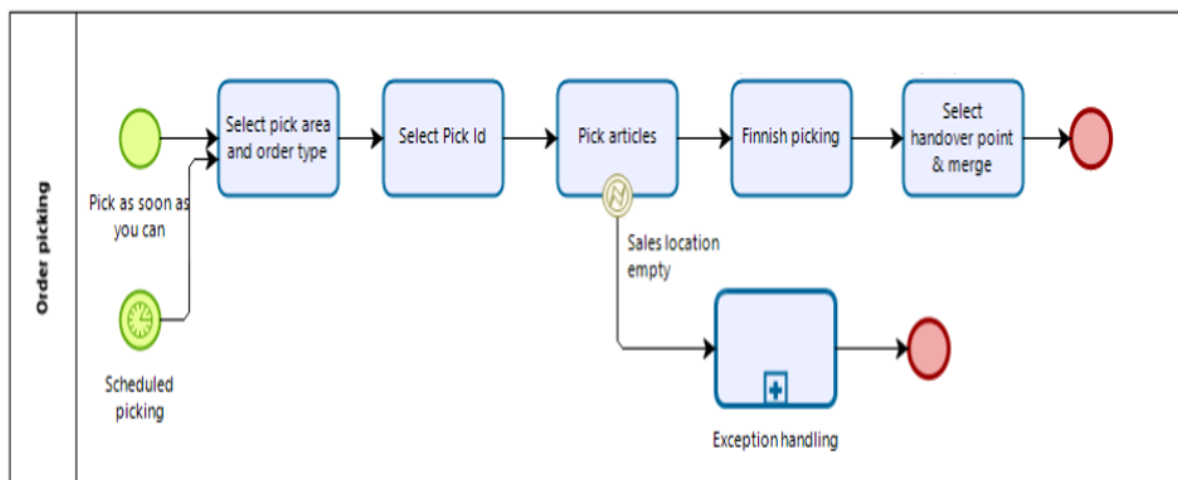 Order picking
Pick as soon as
you can
Scheduled
picking
Select pick area
and order type
Select Pick Id
Pick articles
Sales location
empty
Finnish picking
Select
handover point
& merge
Exception handling